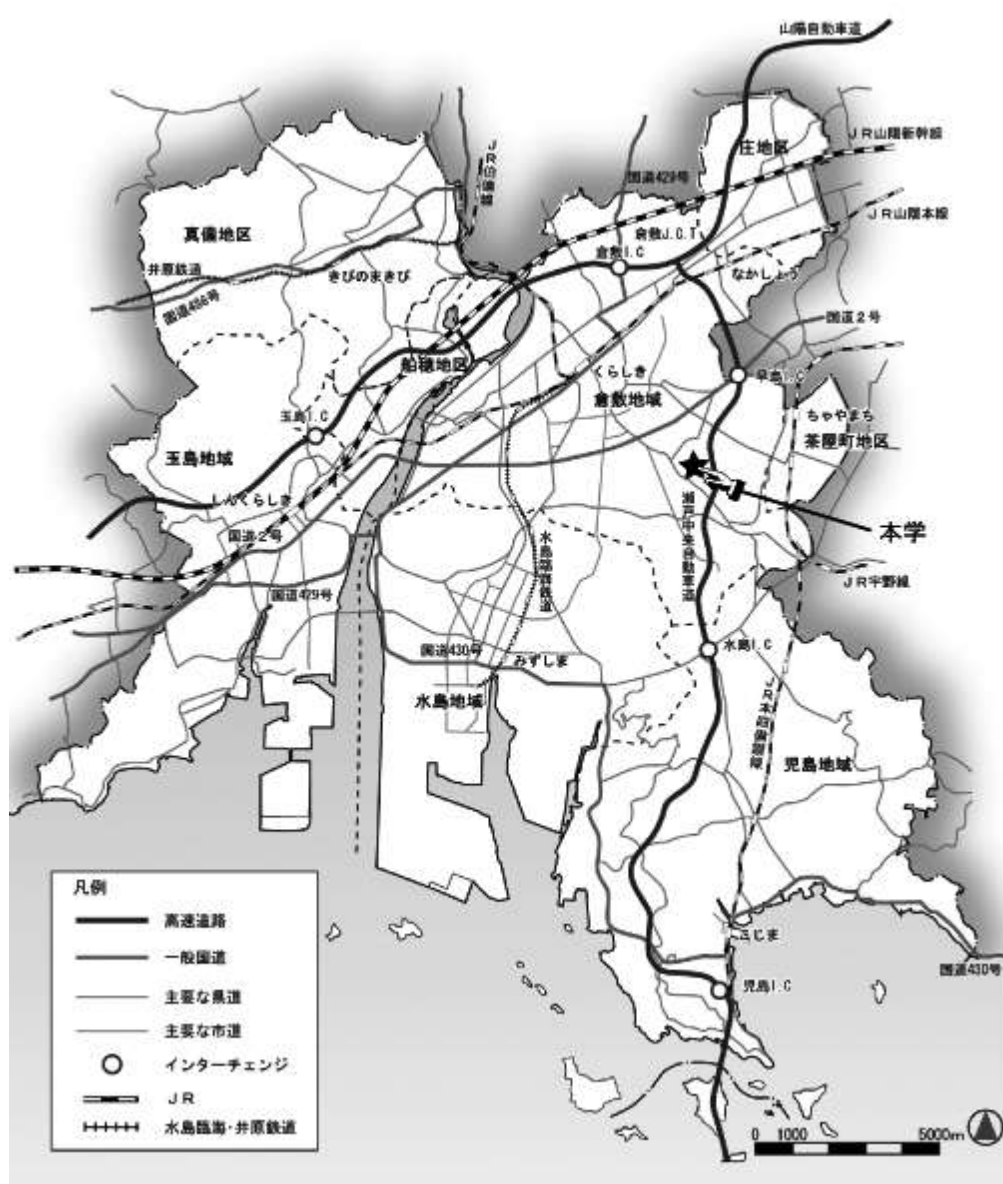 山陽自動車道
庄地区
JR山陽新幹線
国道429号
JR山陽本線
JR伯備線
真備地区
倉敷J.C.T
倉敷I.C
なかしょう
井原鉄道
きびのまきび
国道486号
国道2号
船穂地区
くらしき
倉敷地域
早島I.C
ちゃやまち
茶屋町地区
玉島I.C
玉島地域
しんくらしき
国道2号
瀬戸中央自動車道
本学
水島臨海鉄道
JR宇野線
国道429号
国道430号
みずしま
水島I.C
水島地域
JR本四備讃線
児島地域
凡例
高速道路
こじま
一般国道
国道430号
主要な県道
児島I.C
主要な市道
インターチェンジ
JR
水島臨海・井原鉄道
0 1000 5000m